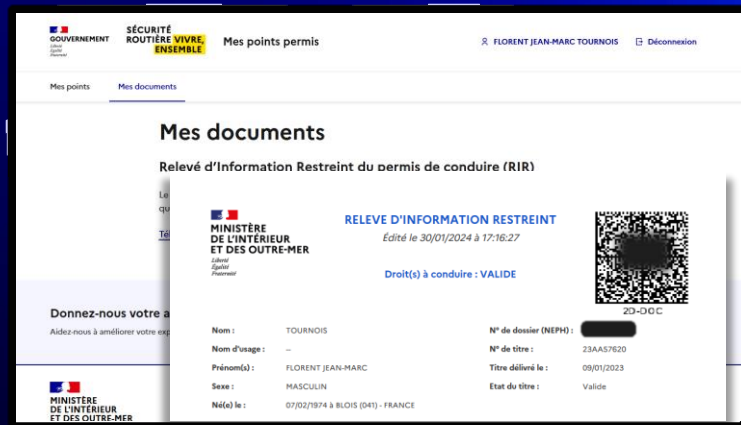 GOUVERNEMENT
Liberté
Égalité
Fraternité
SÉCURITÉ
ROUTIÈRE VIVRE,
ENSEMBLE
Mes points permis
FLORENT JEAN-MARC TOURNOIS
Déconnexion
Mes points
Mes documents
Mes documents
Relevé d'Information Restreint du permis de conduire (RIR)
Le
qu
Tél
MINISTÈRE
DE L'INTÉRIEUR
ET DES OUTRE-MER
Liberté
Égalité
Fraternité
RELEVE D'INFORMATION RESTREINT
Édité le 30/01/2024 à 17:16:27
Droit(s) à conduire : VALIDE
2D-DOC
Donnez-nous votre a
Aidez-nous à améliorer votre exp
Nom : TOURNOIS
Nom d'usage : –
Prénom(s) : FLORENT JEAN-MARC
Sexe : MASCULIN
Né(e) le : 07/02/1974 à BLOIS (041) - FRANCE
N° de dossier (NEPH) :
N° de titre : 23AA57620
Titre délivré le : 09/01/2023
Etat du titre : Valide
MINISTÈRE
DE L'INTÉRIEUR
ET DES OUTRE-MER